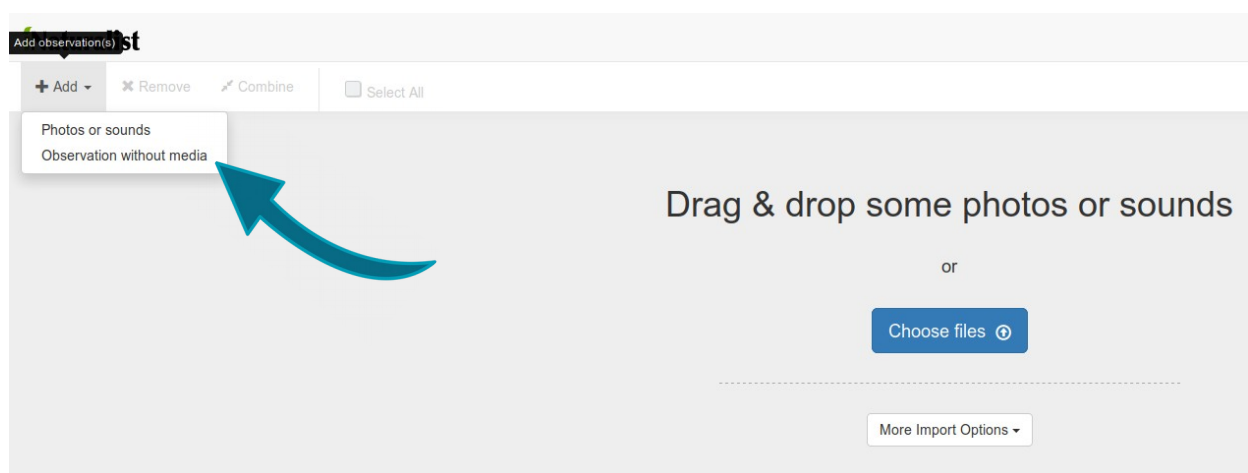 Add observation(s)
st
Add
Remove
Combine
Select All
Photos or sounds
Observation without media
Drag & drop some photos or sounds
or
Choose files
More Import Options